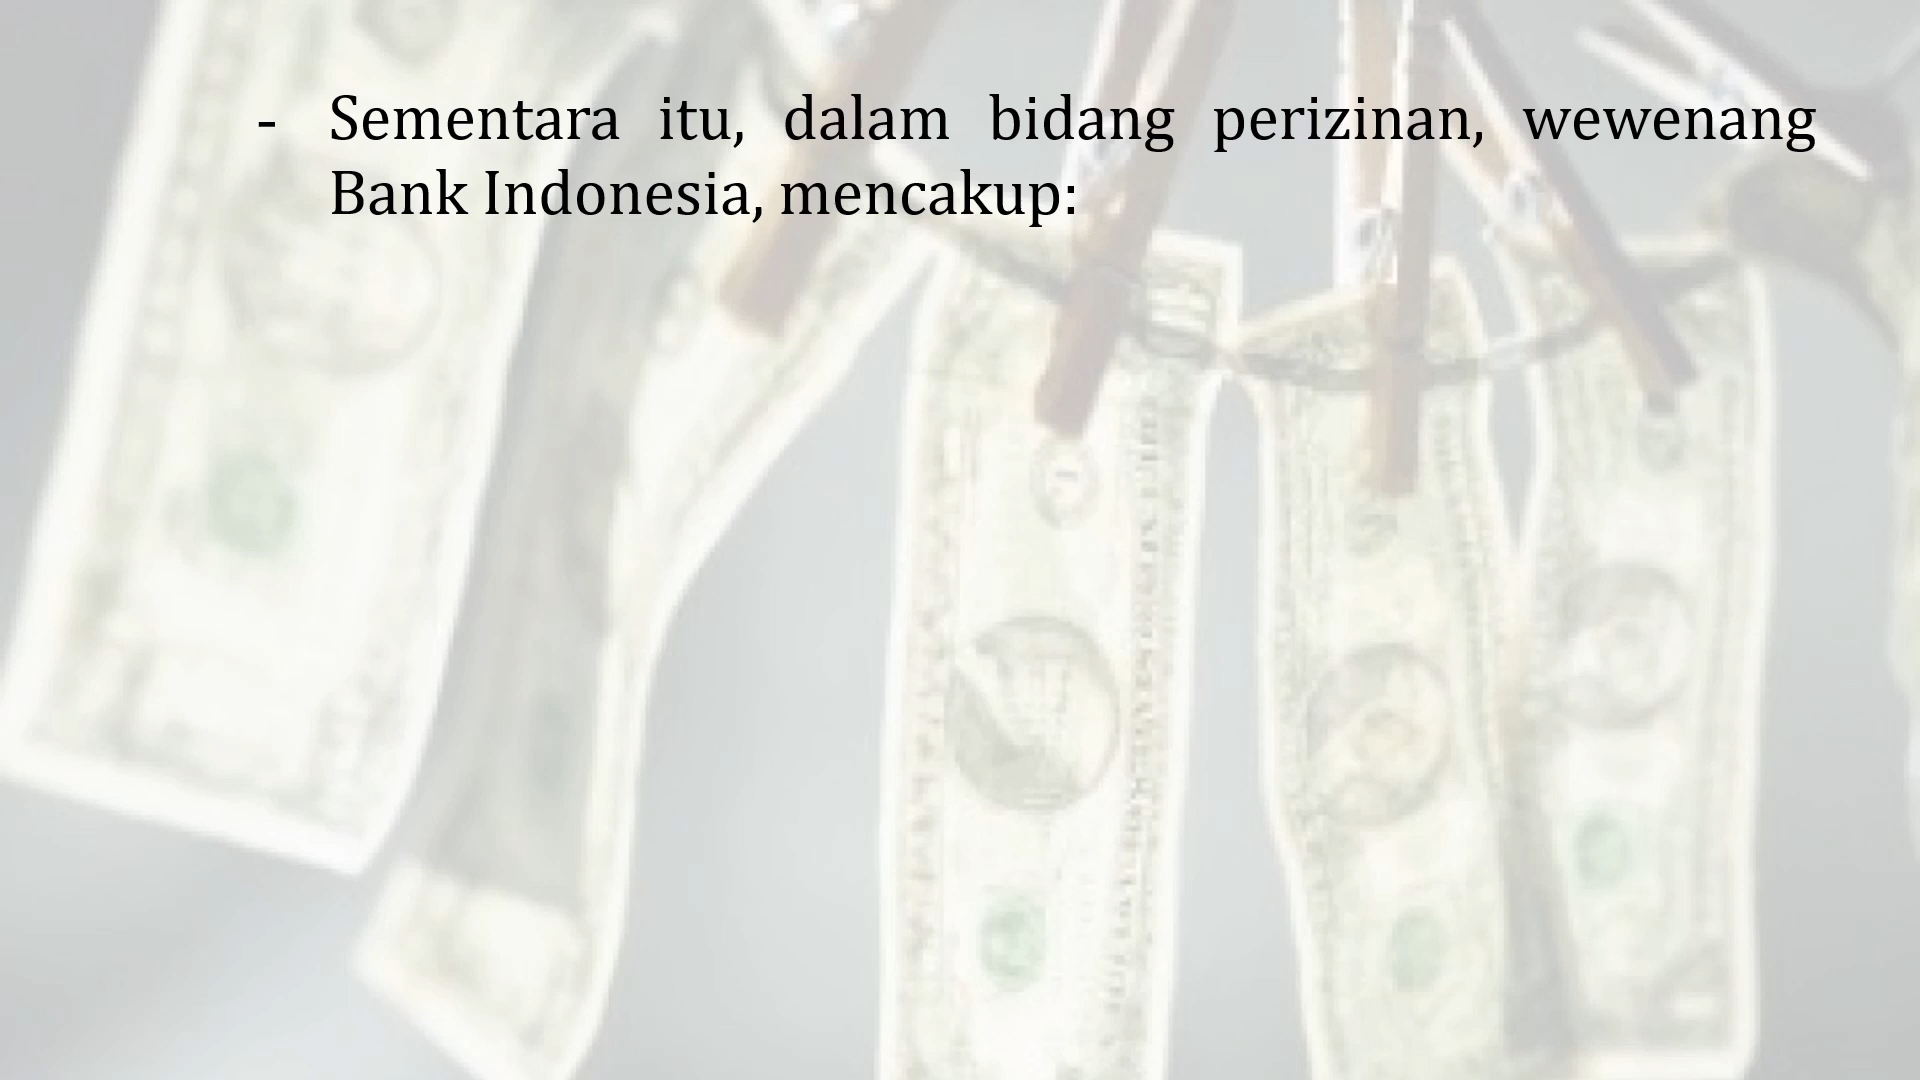 - Sementara itu, dalam bidang perizinan, wewenang
Bank Indonesia, mencakup: